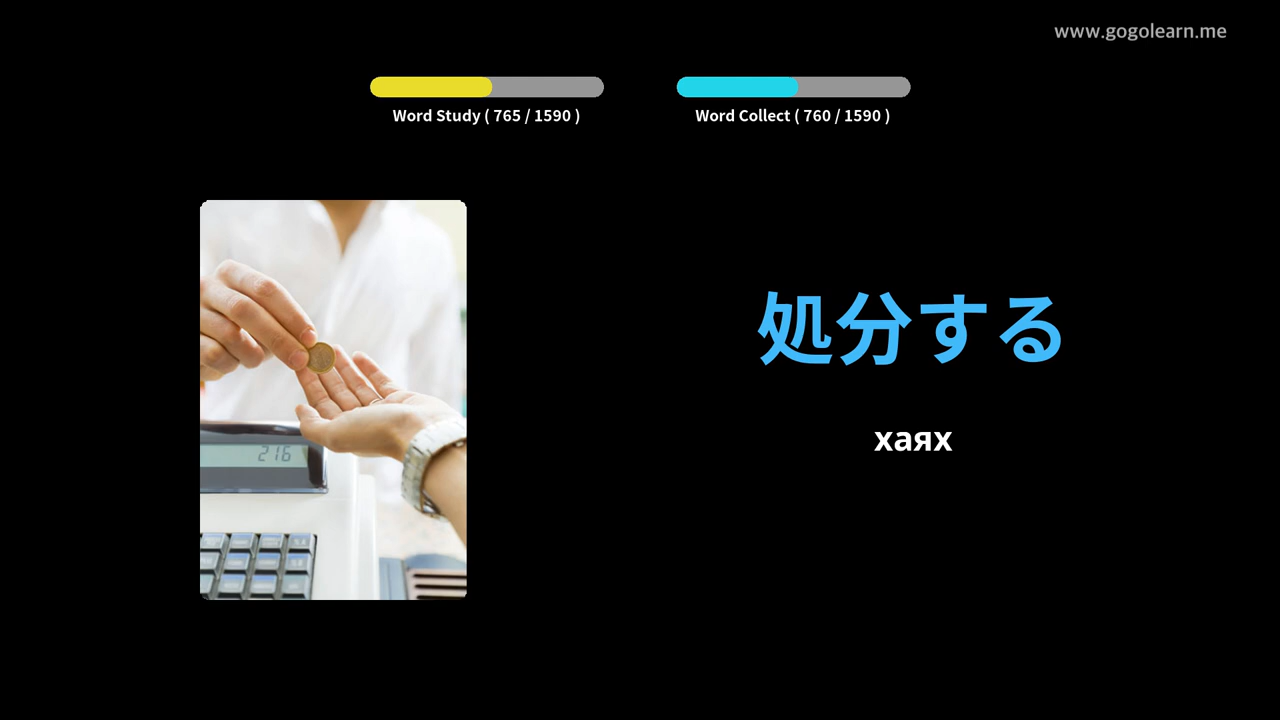 www.gogolearn.me
Word Study ( 765 / 1590 )
Word Collect ( 760 / 1590 )
処分する
хаях
216